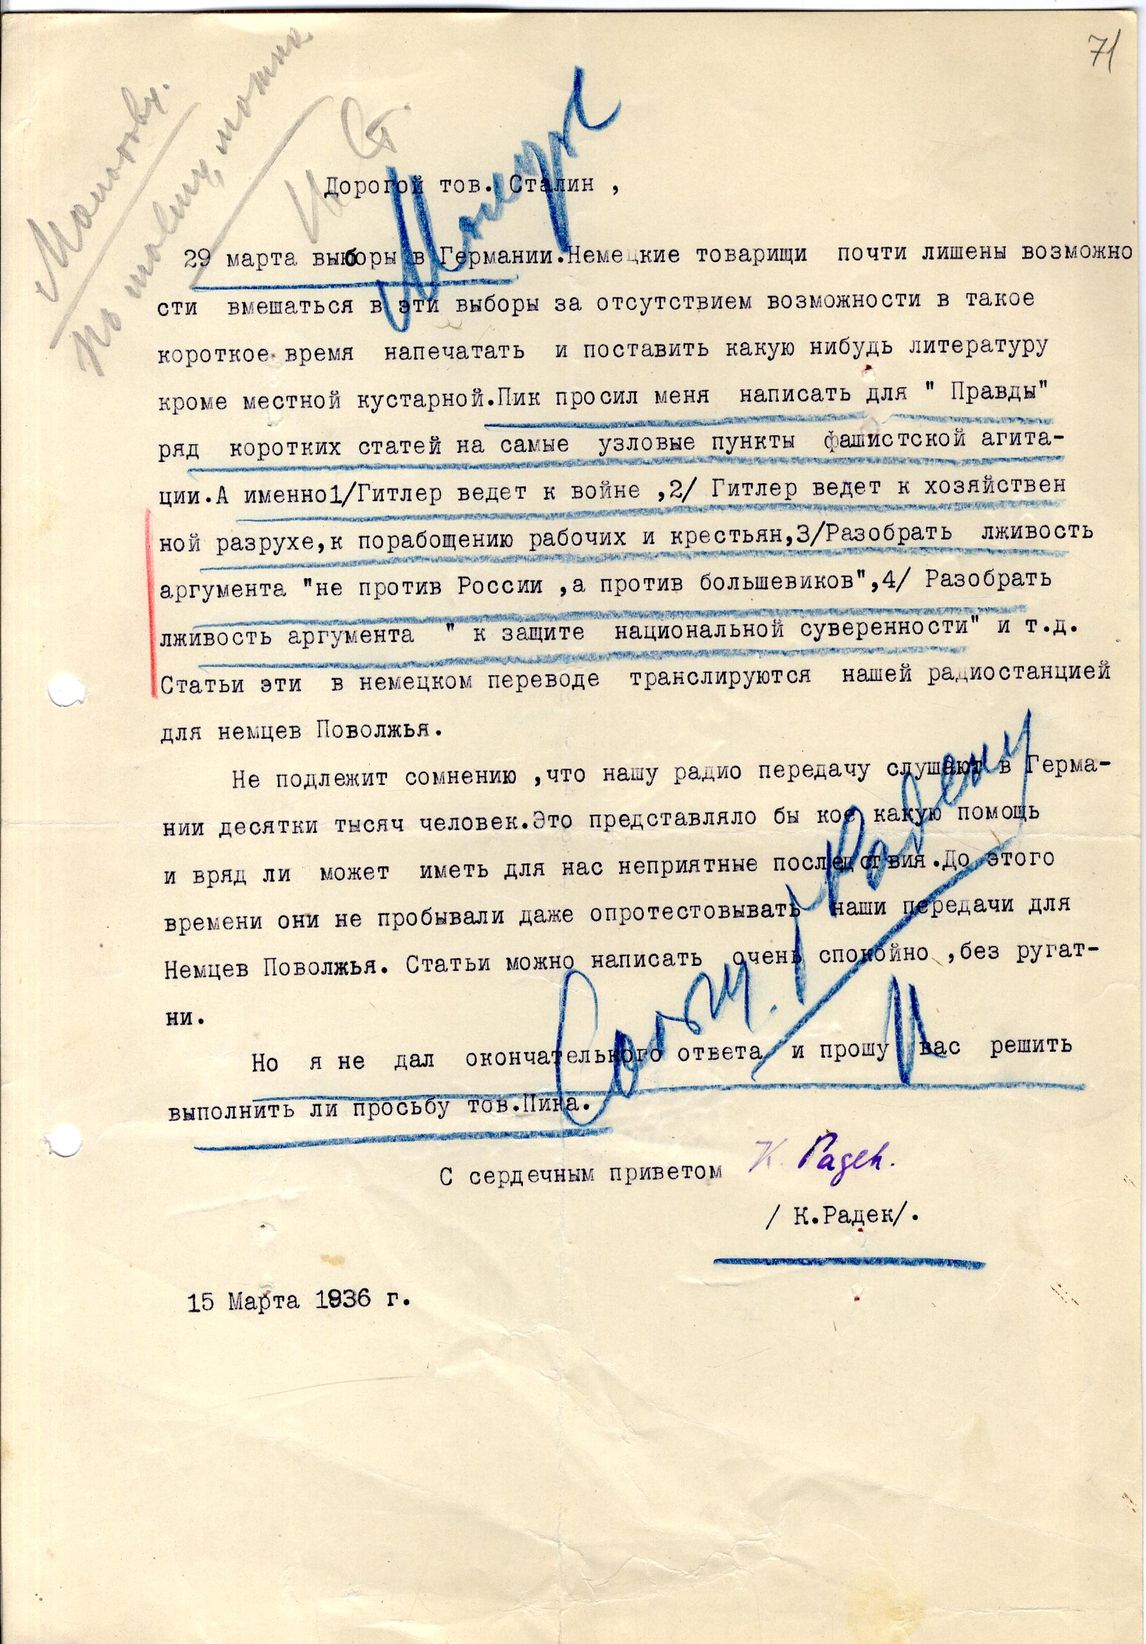 71
Молотову.
По-моему, можно
И Ст.
Дорогой тов. Сталин ,
29 марта выборы в Германии.Немецкие товарищи почти лишены возможно
сти вмешаться в эти выборы за отсутствием возможности в такое
короткое время напечатать и поставить какую нибудь литературу
кроме местной кустарной.Пик просил меня написать для " Правды"
ряд коротких статей на самые узловые пункты фашистской агита-
ции.А именно1/Гитлер ведет к войне ,2/ Гитлер ведет к хозяйствен
ной разрухе,к порабощению рабочих и крестьян,3/Разобрать лживость
аргумента "не против России ,а против большевиков",4/ Разобрать
лживость аргумента " к защите национальной суверенности" и т.д.
Статьи эти в немецком переводе транслируются нашей радиостанцией
для немцев Поволжья.
Не подлежит сомнению ,что нашу радио передачу слушают в Герма-
нии десятки тысяч человек.Это представляло бы кое какую помощь
и вряд ли может иметь для нас неприятные последствия.До этого
времени они не пробывали даже опротестовывать наши передачи для
Немцев Поволжья. Статьи можно написать очень спокойно ,без ругат-
ни.
Но я не дал окончательного ответа и прошу вас решить
выполнить ли просьбу тов.Пика.
С сердечным приветом К. Радек.
/ К.Радек/.
15 Марта 1936 г.
Радеку